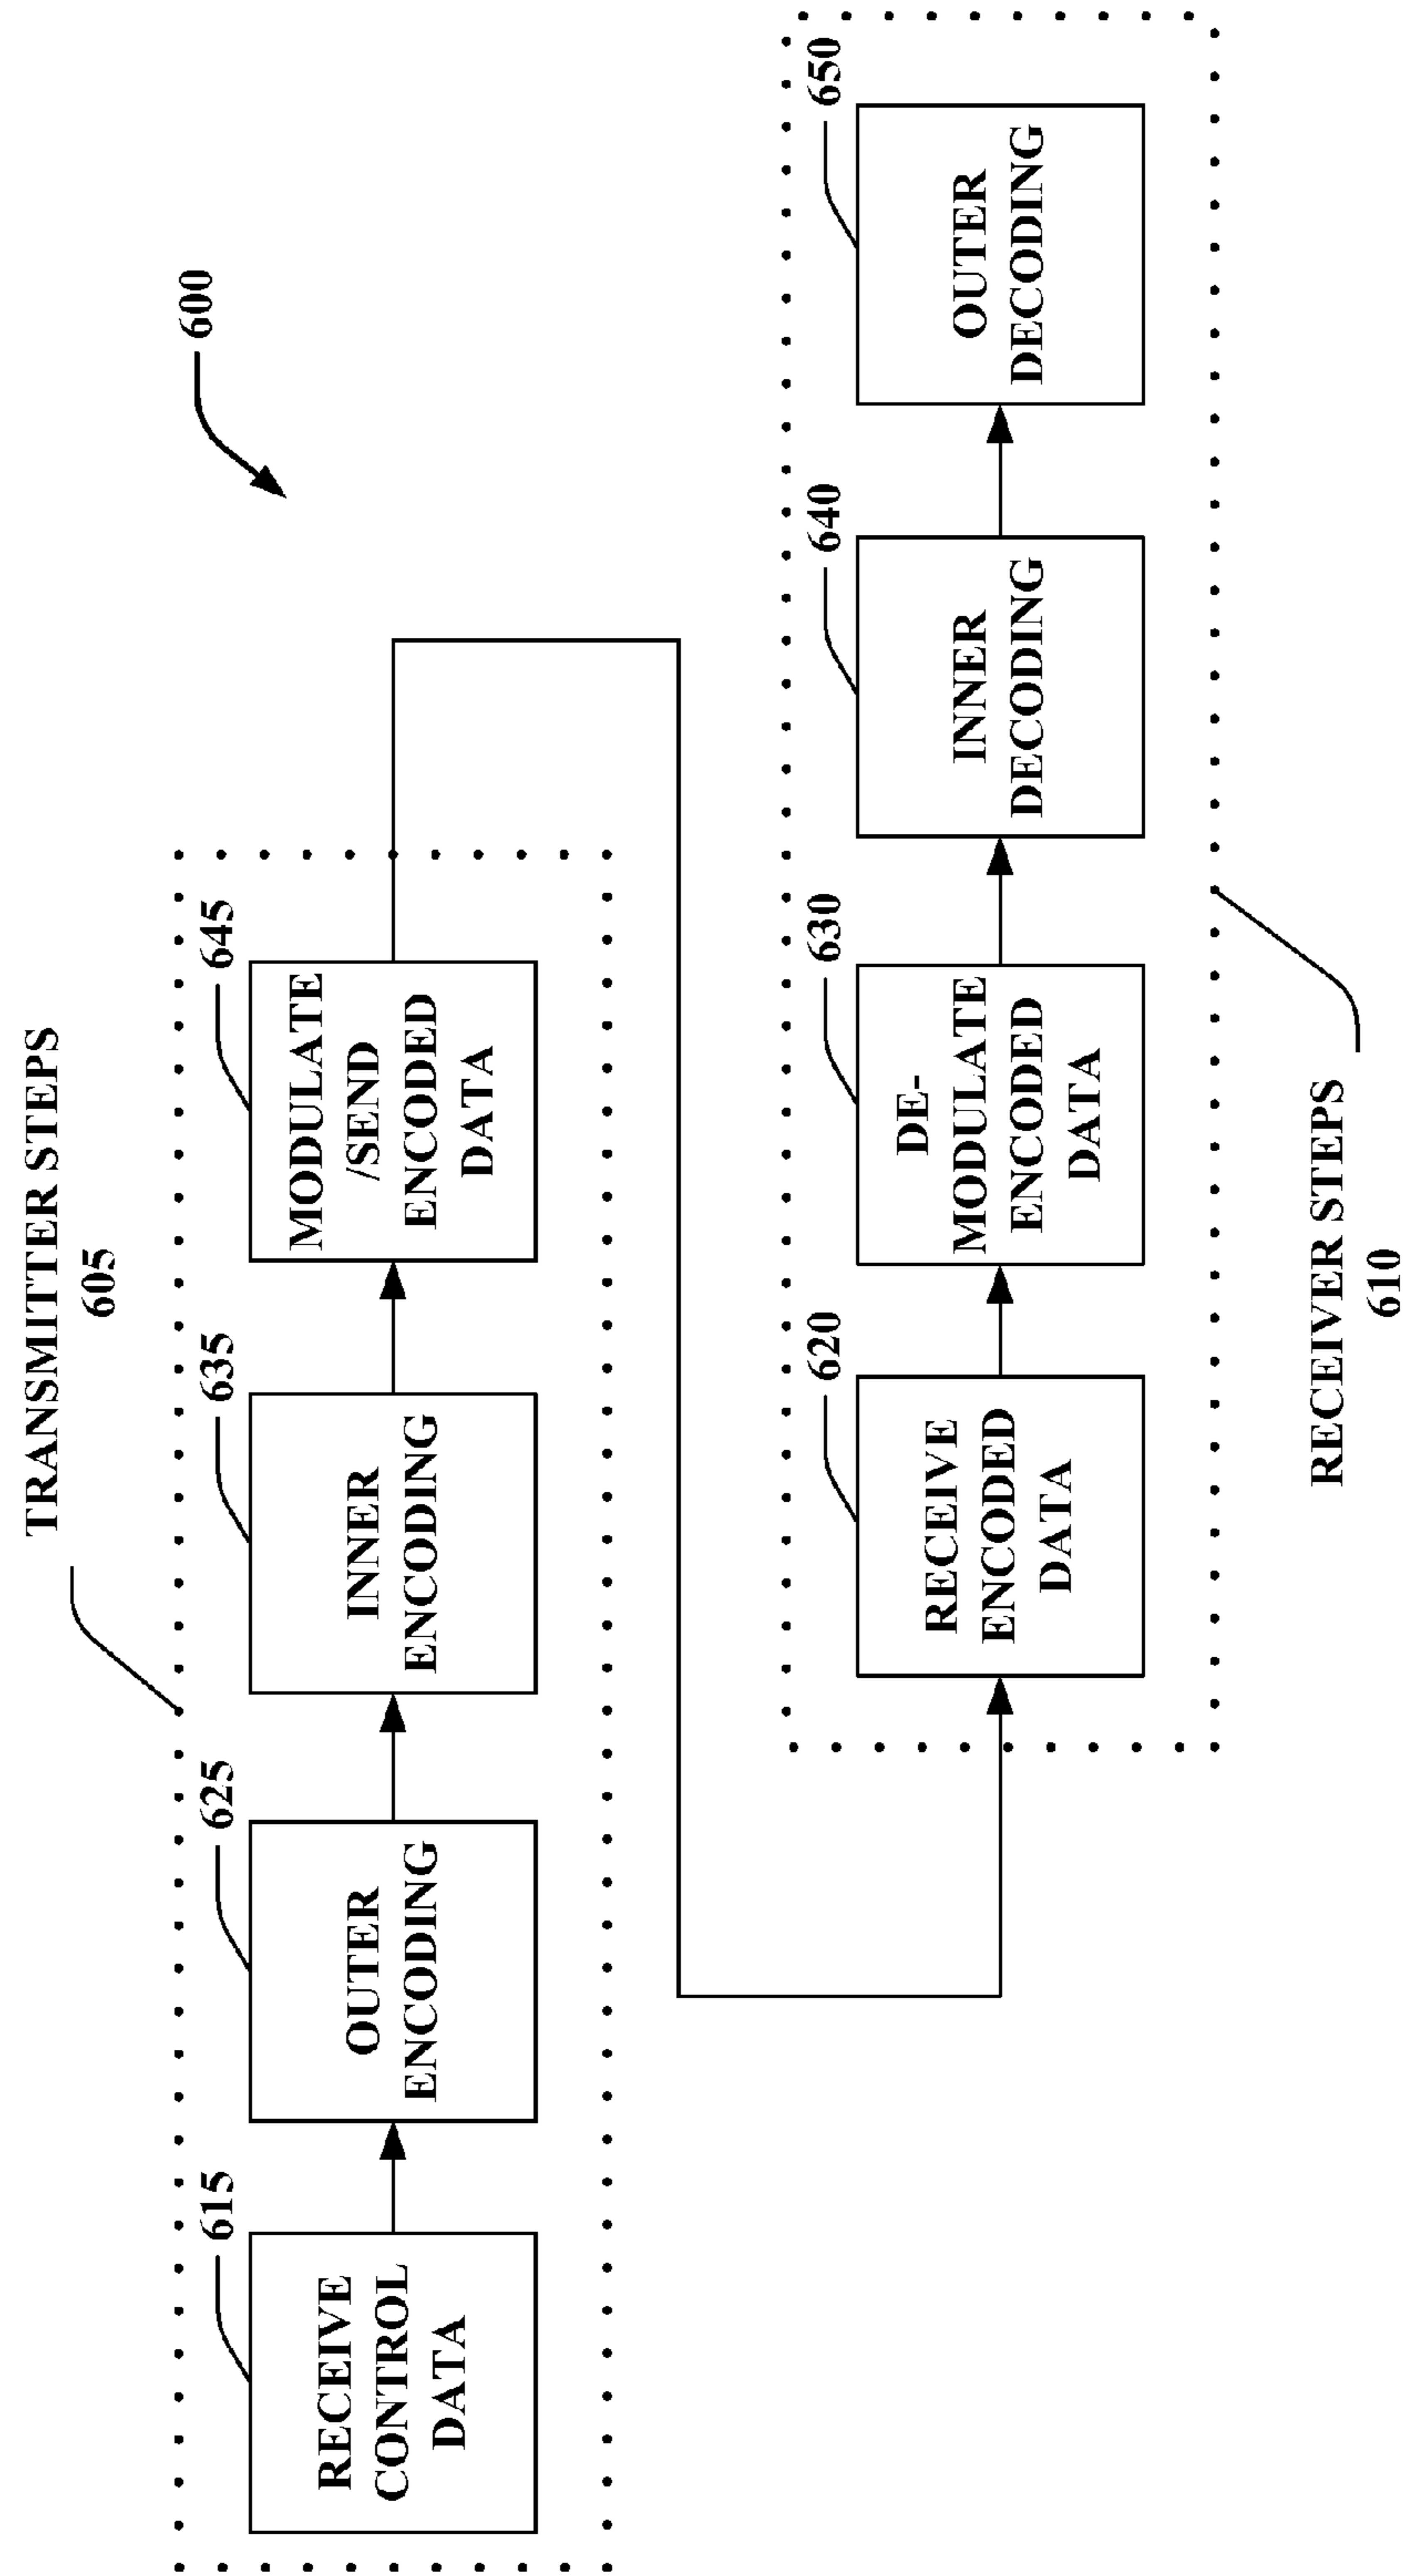 600
TRANSMITTER STEPS
605
615
RECEIVE
CONTROL
DATA
625
OUTER
ENCODING
635
INNER
ENCODING
645
MODULATE
/SEND
ENCODED
DATA
620
RECEIVE
ENCODED
DATA
630
DE-
MODULATE
ENCODED
DATA
640
INNER
DECODING
650
OUTER
DECODING
RECEIVER STEPS
610